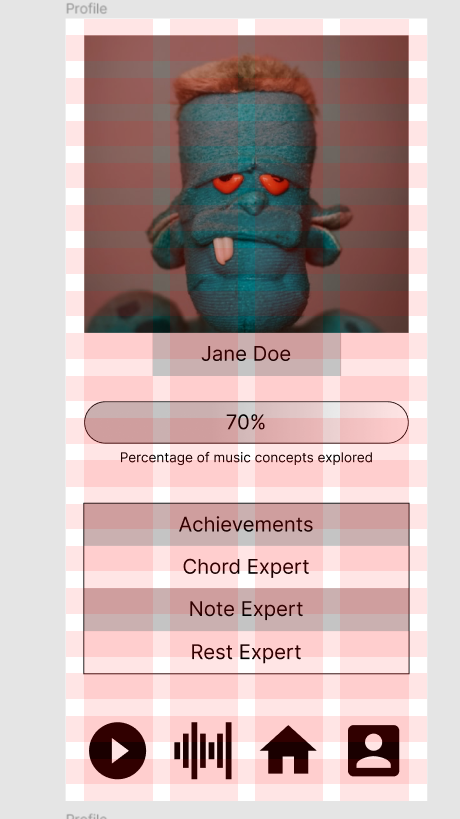 Profile
Jane Doe
70%
Percentage of music concepts explored
Achievements
Chord Expert
Note Expert
Rest Expert
Profile